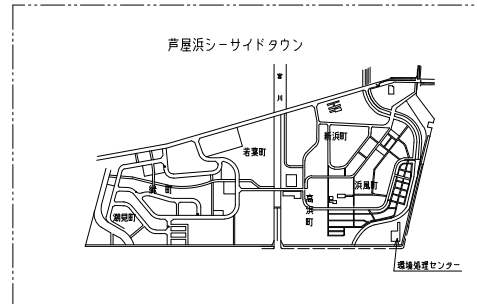 芦屋浜シーサイドタウン
宮川
新浜町
若葉町
緑町
浜風町
高浜町
潮見町
環境処理センター